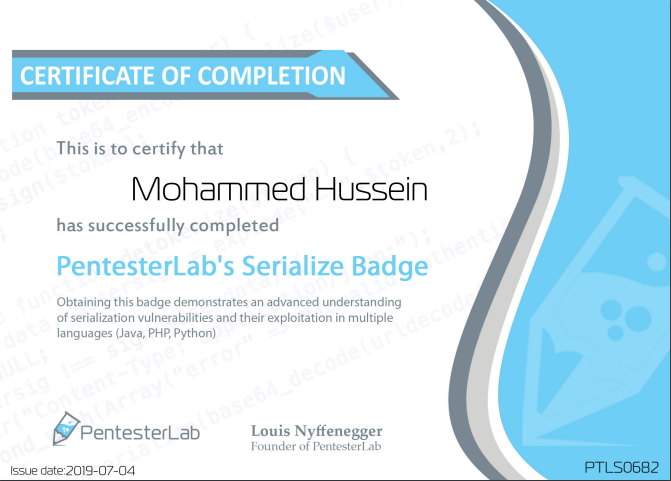 CERTIFICATE OF COMPLETION
This is to certify that
Mohammed Hussein
has successfully completed
PentesterLab's Serialize Badge
Obtaining this badge demonstrates an advanced understanding
of serialization vulnerabilities and their exploitation in multiple
languages (Java, PHP, Python)
PentesterLab
Louis Nyffenegger
Founder of PentesterLab
Issue date:2019-07-04
PTLS0682